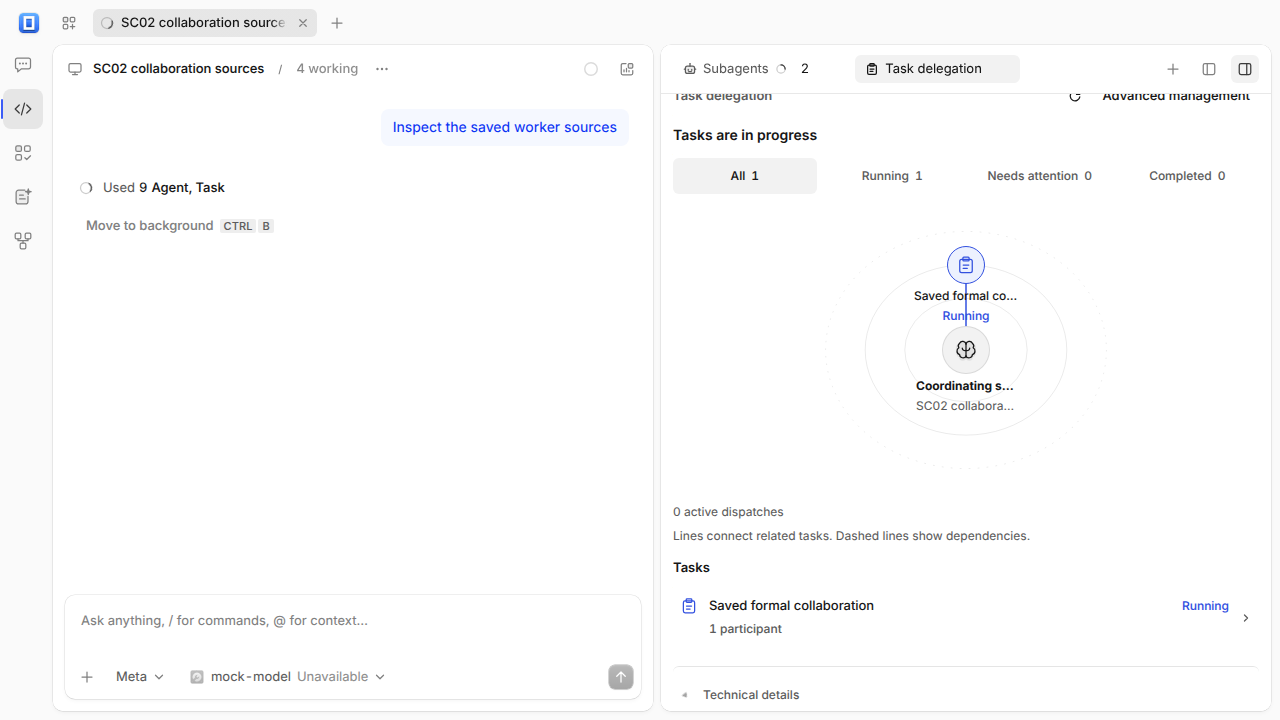 SC02 collaboration source
SC02 collaboration sources / 4 working ...
Inspect the saved worker sources
Used 9 Agent, Task
Move to background CTRL B
Ask anything, / for commands, @ for context...
Meta
mock-model Unavailable
Subagents 2
Task delegation
Task delegation
Advanced management
Tasks are in progress
All 1
Running 1
Needs attention 0
Completed 0
Saved formal co...
Running
Coordinating s...
SC02 collabora...
0 active dispatches
Lines connect related tasks. Dashed lines show dependencies.
Tasks
Saved formal collaboration
Running
1 participant
Technical details